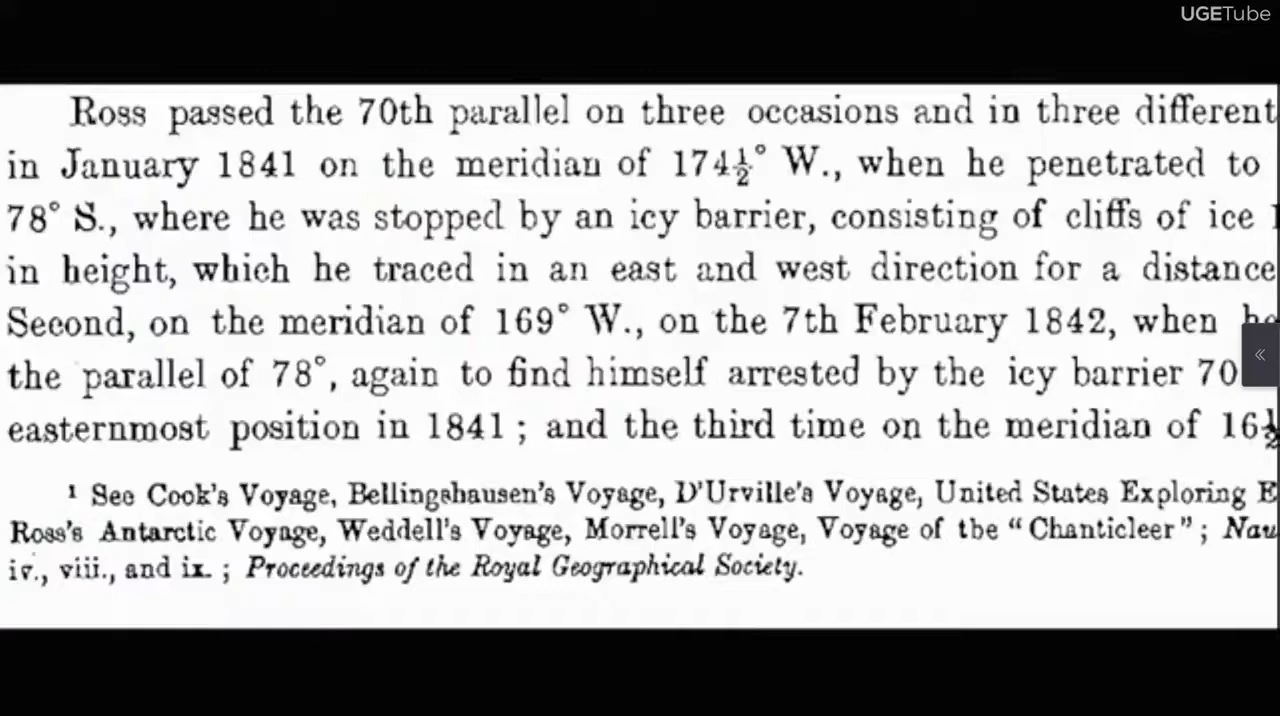 UGETube
Ross passed the 70th parallel on three occasions and in three different
in January 1841 on the meridian of 174½° W., when he penetrated to
78° S., where he was stopped by an icy barrier, consisting of cliffs of ice
in height, which he traced in an east and west direction for a distance
Second, on the meridian of 169° W., on the 7th February 1842, when he
the parallel of 78°, again to find himself arrested by the icy barrier 70
easternmost position in 1841 ; and the third time on the meridian of 16½
¹ See Cook's Voyage, Bellingshausen's Voyage, D'Urville's Voyage, United States Exploring E
Ross's Antarctic Voyage, Weddell's Voyage, Morrell's Voyage, Voyage of the "Chanticleer" ; Nau
iv., viii., and ix. ; Proceedings of the Royal Geographical Society.